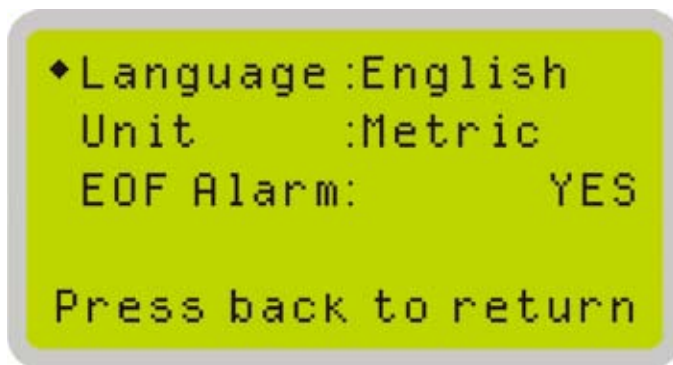 ◆Language:English
Unit :Metric
EOF Alarm: YES
Press back to return